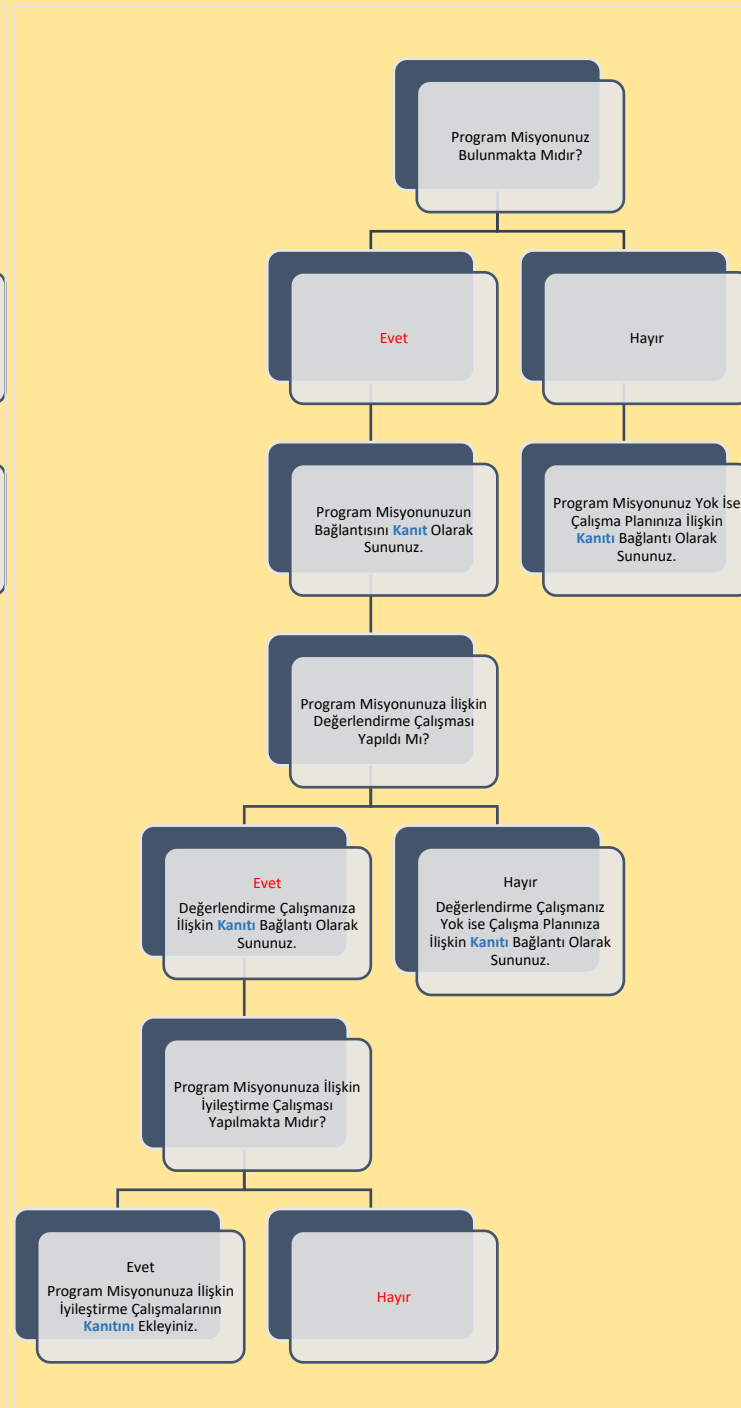 Program Misyonunuz
Bulunmakta Mıdır?
Evet
Hayır
Program Misyonunuzun
Bağlantısını Kanıt Olarak
Sununuz.
Program Misyonunuz Yok İse
Çalışma Planınıza İlişkin
Kanıtı Bağlantı Olarak
Sununuz.
Program Misyonunuza İlişkin
Değerlendirme Çalışması
Yapıldı Mı?
Evet
Değerlendirme Çalışmanıza
İlişkin Kanıtı Bağlantı Olarak
Sununuz.
Hayır
Değerlendirme Çalışmanız
Yok ise Çalışma Planınıza
İlişkin Kanıtı Bağlantı Olarak
Sununuz.
Program Misyonunuza İlişkin
İyileştirme Çalışması
Yapılmakta Mıdır?
Evet
Program Misyonunuza İlişkin
İyileştirme Çalışmalarının
Kanıtını Ekleyiniz.
Hayır